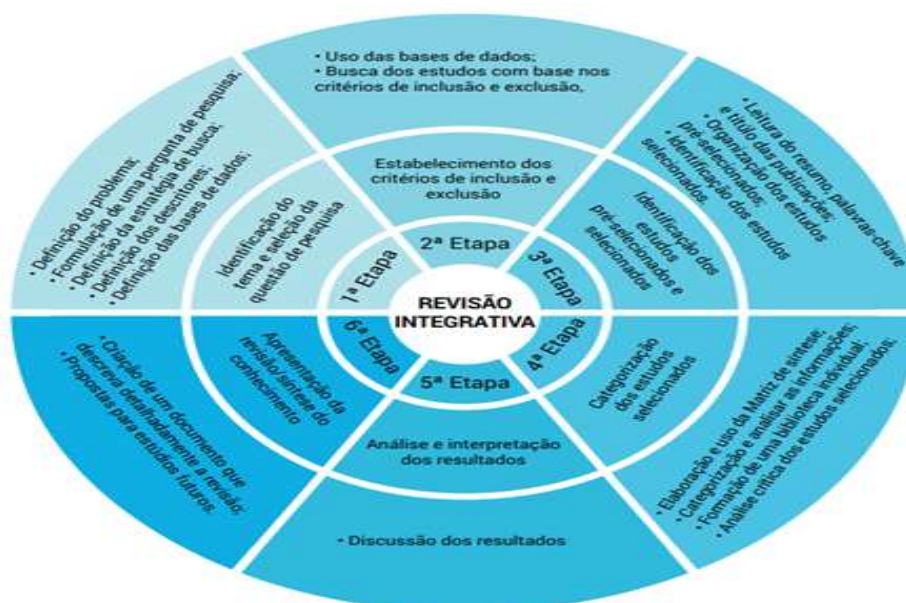 REVISÃO
INTEGRATIVA
1ª Etapa
Identificação do
tema e seleção da
questão de pesquisa
• Definição do problema;
• Formulação de uma pergunta de pesquisa;
• Definição da estratégia de busca;
• Definição dos descritores;
• Definição das bases de dados;
2ª Etapa
Estabelecimento dos
critérios de inclusão e
exclusão
• Uso das bases de dados;
• Busca dos estudos com base nos
critérios de inclusão e exclusão,
3ª Etapa
Identificação dos
estudos
pré-selecionados e
selecionados
• Leitura do resumo, palavras-chave
e título das publicações;
• Organização dos estudos
pré-selecionados;
• Identificação dos estudos
selecionados,
4ª Etapa
Categorização
dos estudos
selecionados
• Elaboração e uso da Matriz de síntese;
• Categorização e analisar as informações;
• Formação de uma biblioteca individual;
• Análise crítica dos estudos selecionados;
5ª Etapa
Análise e interpretação
dos resultados
• Discussão dos resultados
6ª Etapa
Apresentação da
revisão/síntese do
conhecimento
• Criação de um documento que
descreva detalhadamente a revisão;
• Propostas para estudos futuros,